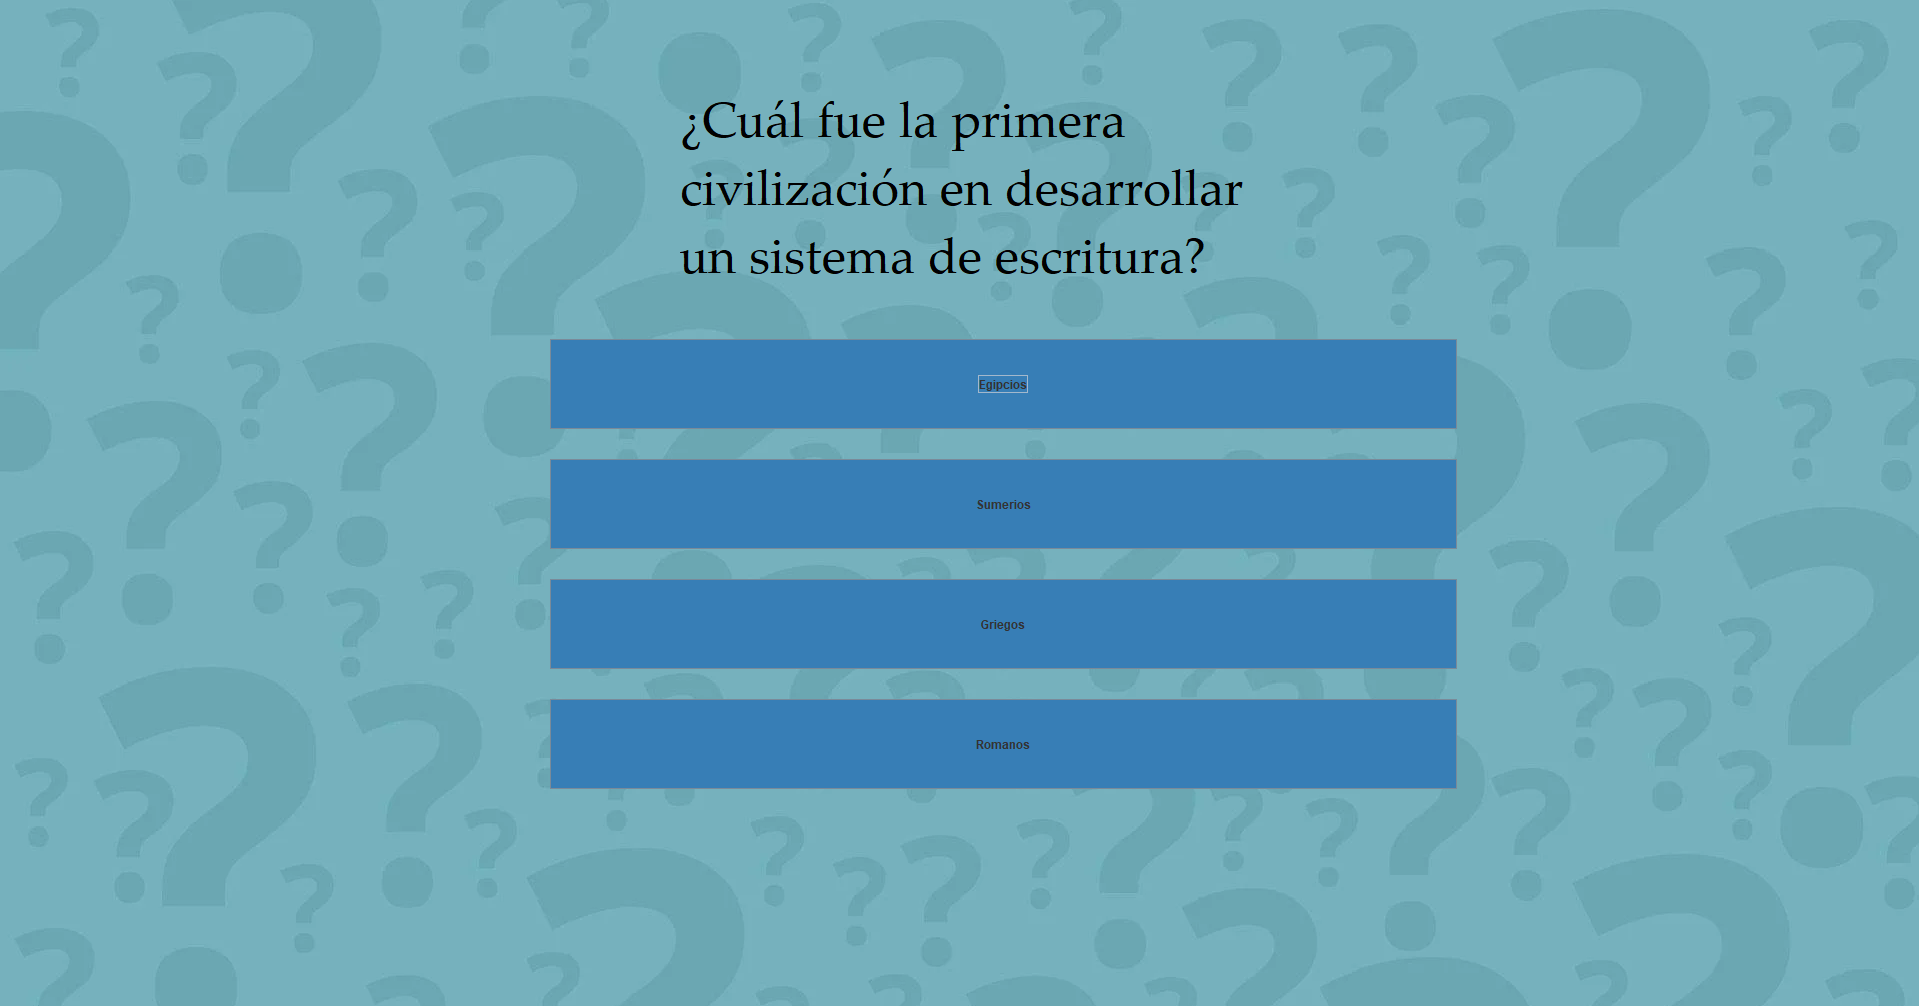 ¿Cuál fue la primera
civilización en desarrollar
un sistema de escritura?
Egipcios
Sumerios
Griegos
Romanos